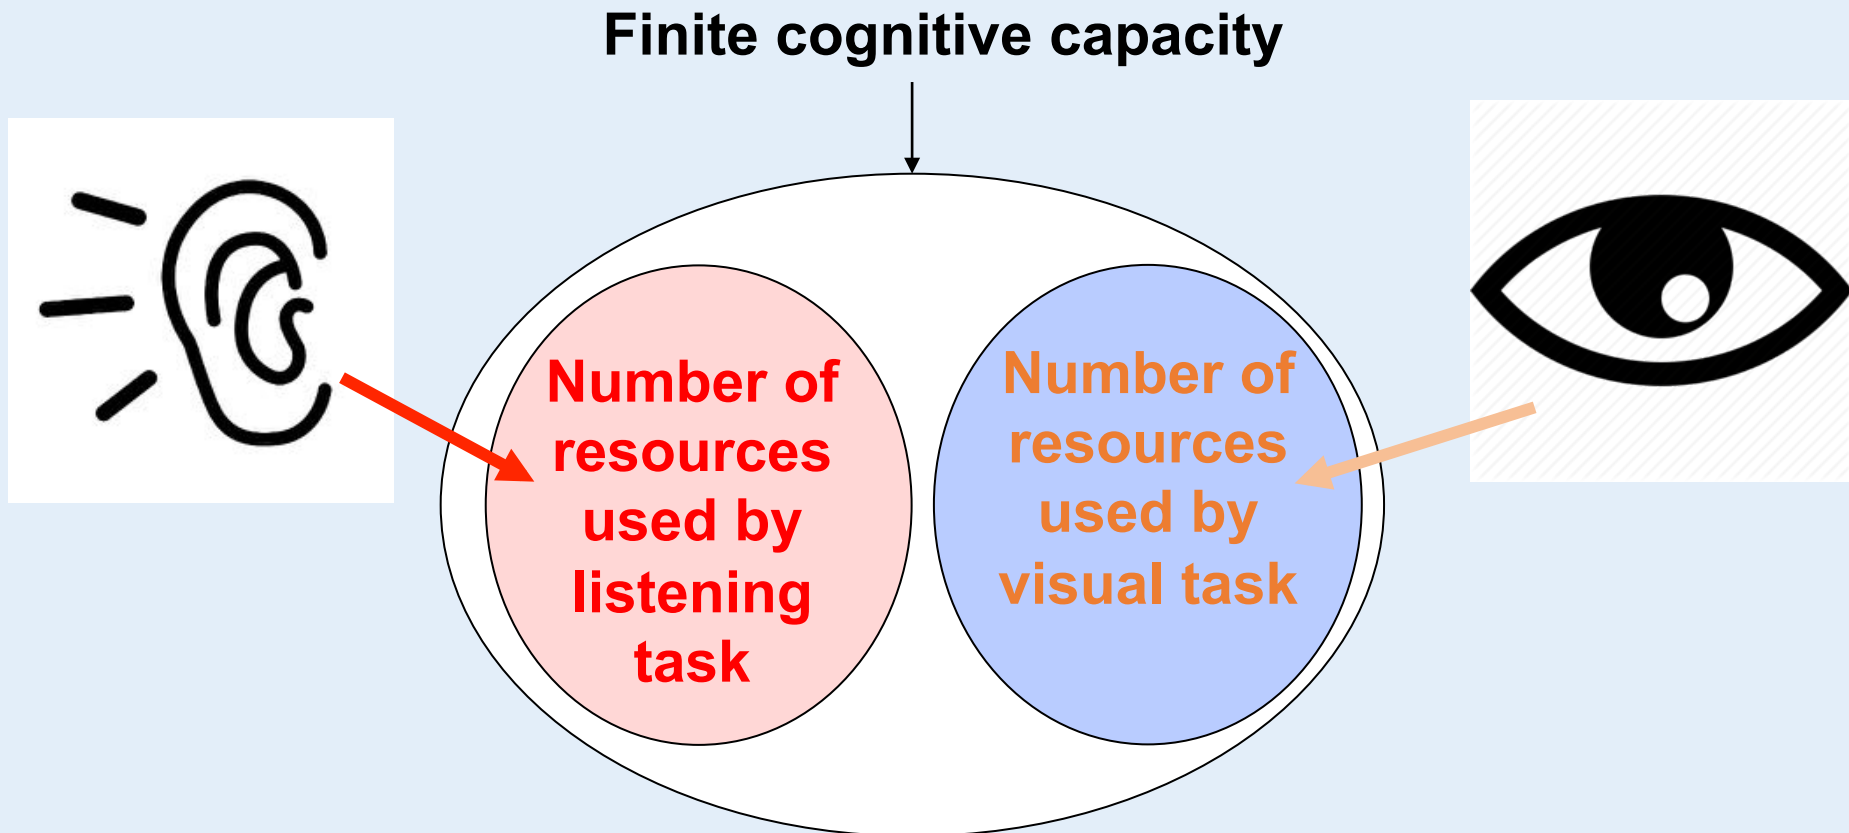 Finite cognitive capacity
Number of
resources
used by
listening
task
Number of
resources
used by
visual task